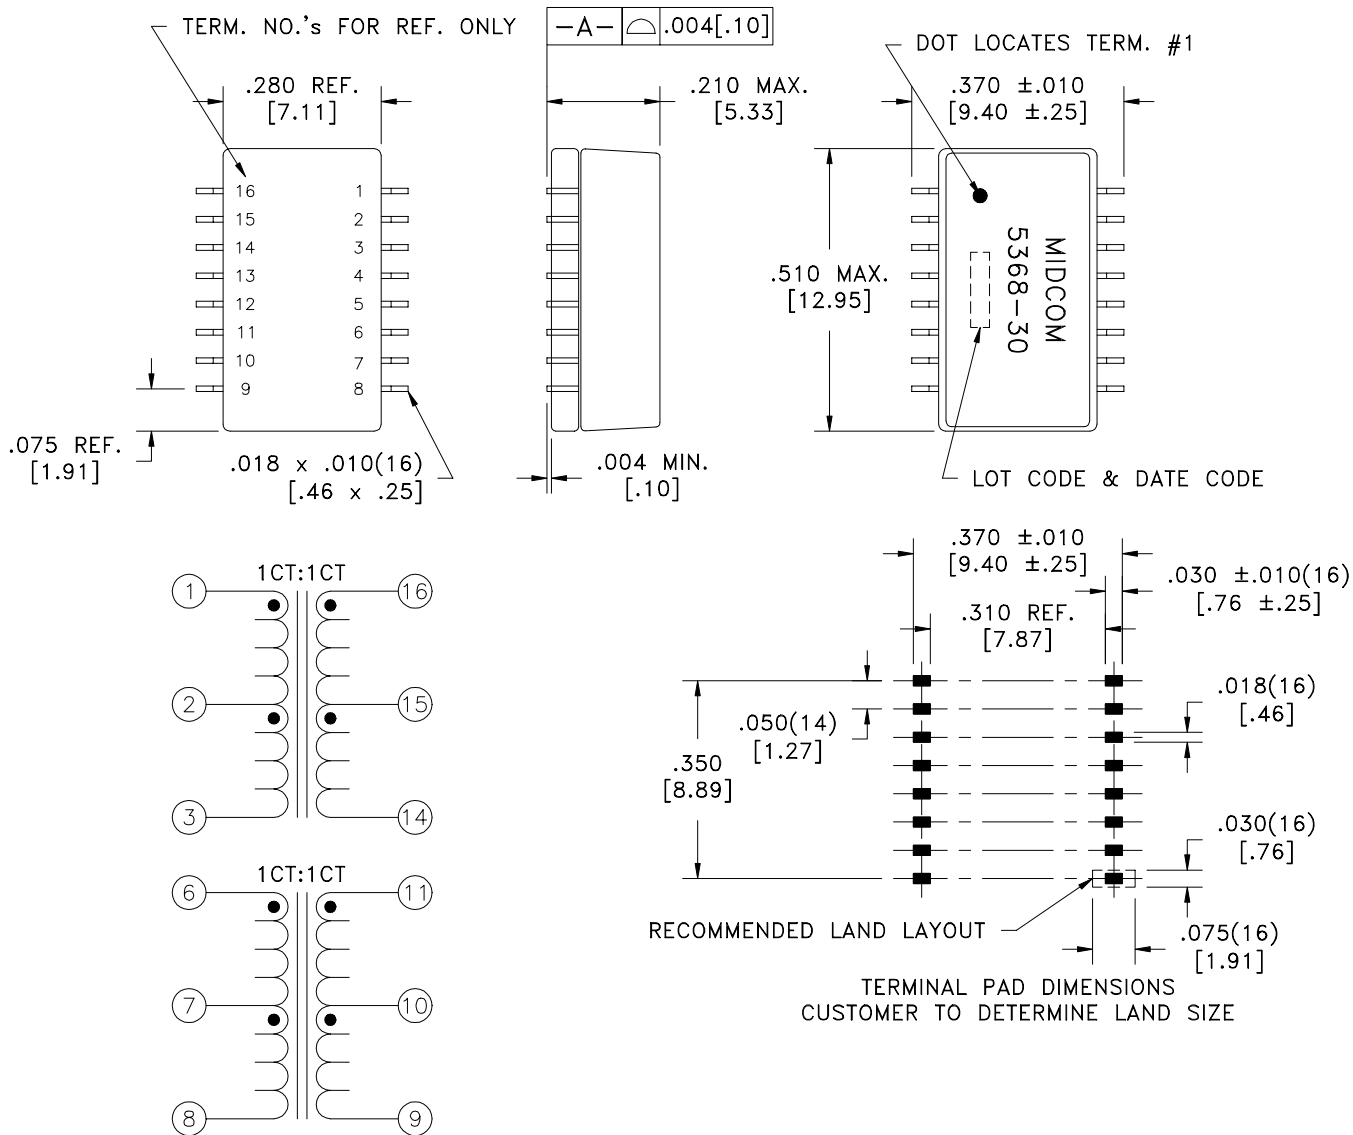 TERM. NO.'s FOR REF. ONLY
-A- ⌓ .004[.10]
DOT LOCATES TERM. #1
.280 REF.
[7.11]
.210 MAX.
[5.33]
.370 ±.010
[9.40 ±.25]
16 1
15 2
14 3
13 4
12 5
11 6
10 7
9 8
.510 MAX.
[12.95]
MIDCOM
5368-30
.075 REF.
[1.91]
.018 x .010(16)
[.46 x .25]
.004 MIN.
[.10]
LOT CODE & DATE CODE
1CT:1CT
1 16
2 15
3 14
1CT:1CT
6 11
7 10
8 9
.370 ±.010
[9.40 ±.25]
.030 ±.010(16)
[.76 ±.25]
.310 REF.
[7.87]
.018(16)
[.46]
.050(14)
[1.27]
.350
[8.89]
.030(16)
[.76]
RECOMMENDED LAND LAYOUT
.075(16)
[1.91]
TERMINAL PAD DIMENSIONS
CUSTOMER TO DETERMINE LAND SIZE